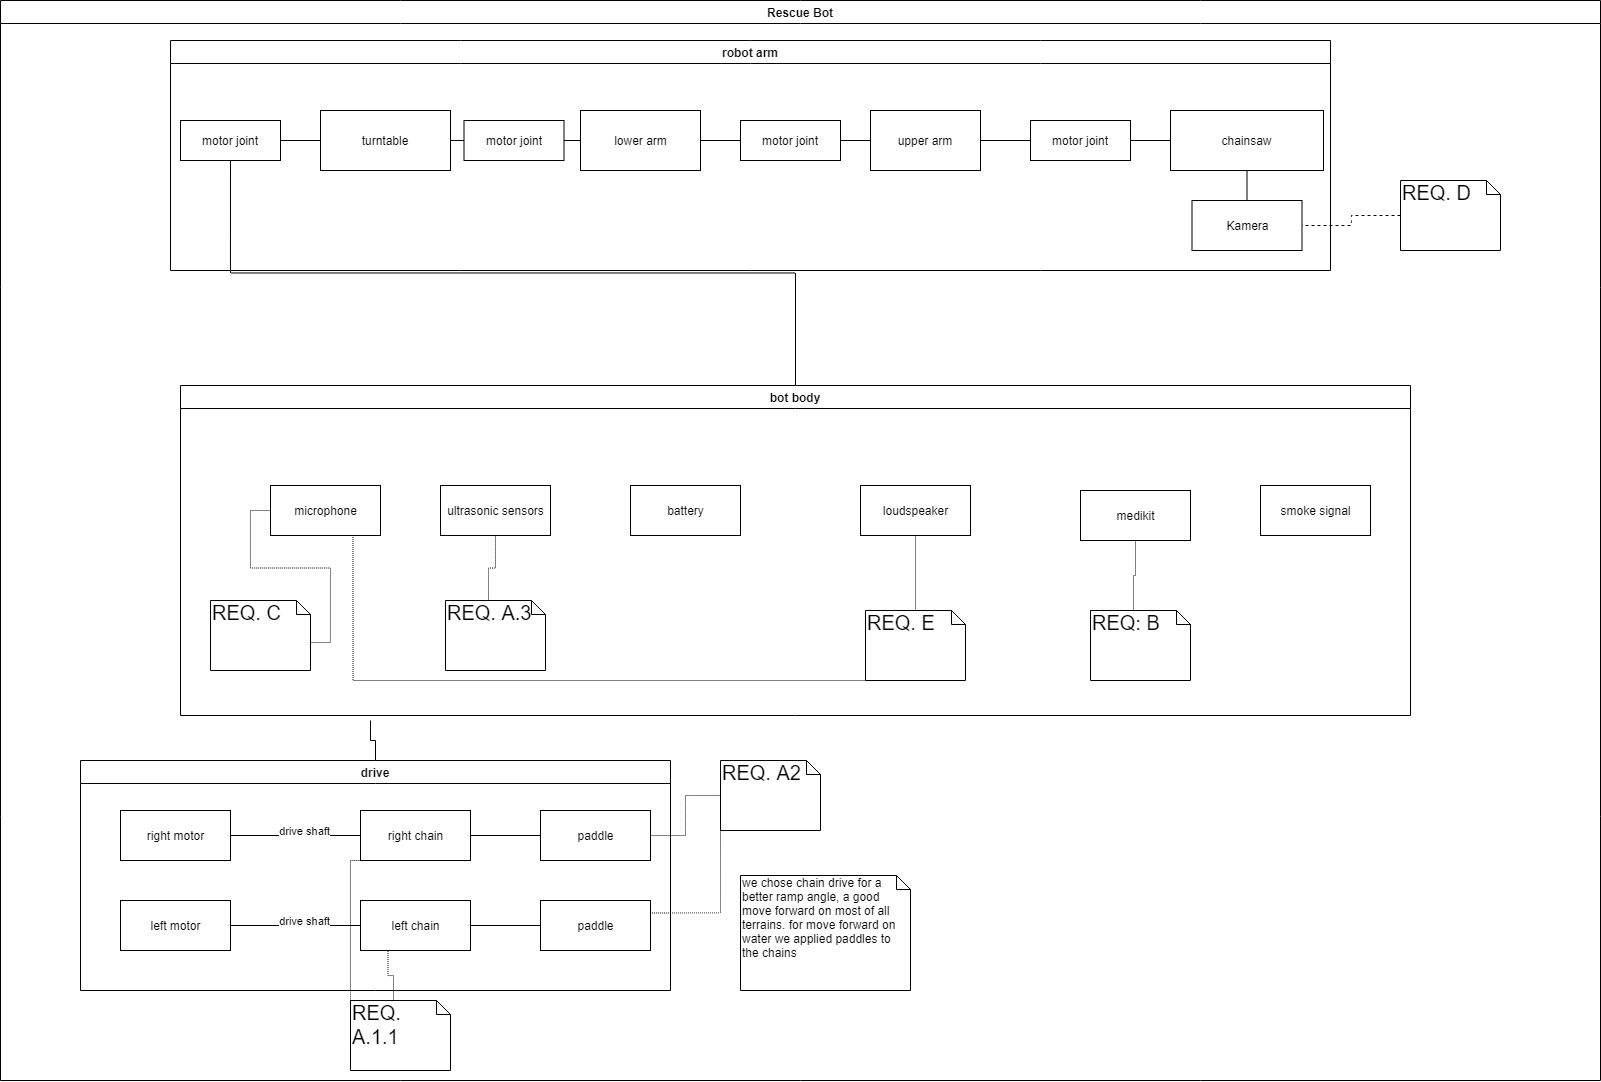 Rescue Bot
robot arm
motor joint
turntable
motor joint
lower arm
motor joint
upper arm
motor joint
chainsaw
Kamera
REQ. D
bot body
microphone
ultrasonic sensors
battery
loudspeaker
medikit
smoke signal
REQ. C
REQ. A.3
REQ. E
REQ: B
drive
right motor
drive shaft
right chain
paddle
left motor
drive shaft
left chain
paddle
REQ. A2
we chose chain drive for a
better ramp angle, a good
move forward on most of all
terrains. for move forward on
water we applied paddles to
the chains
REQ.
A.1.1